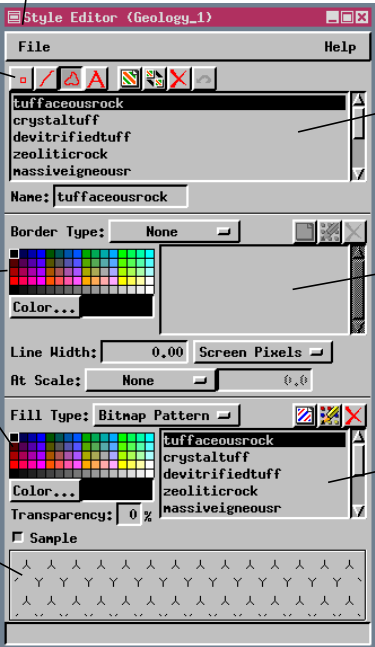 Style Editor (Geology_1)
File Help
tuffaceousrock
crystaltuff
devitrifiedtuff
zeoliticrock
massiveigneousr
Name: tuffaceousrock
Border Type: None
Color...
Line Width: 0.00 Screen Pixels
At Scale: None 0.0
Fill Type: Bitmap Pattern
tuffaceousrock
crystaltuff
devitrifiedtuff
zeoliticrock
massiveigneousr
Color...
Transparency: 0 %
Sample